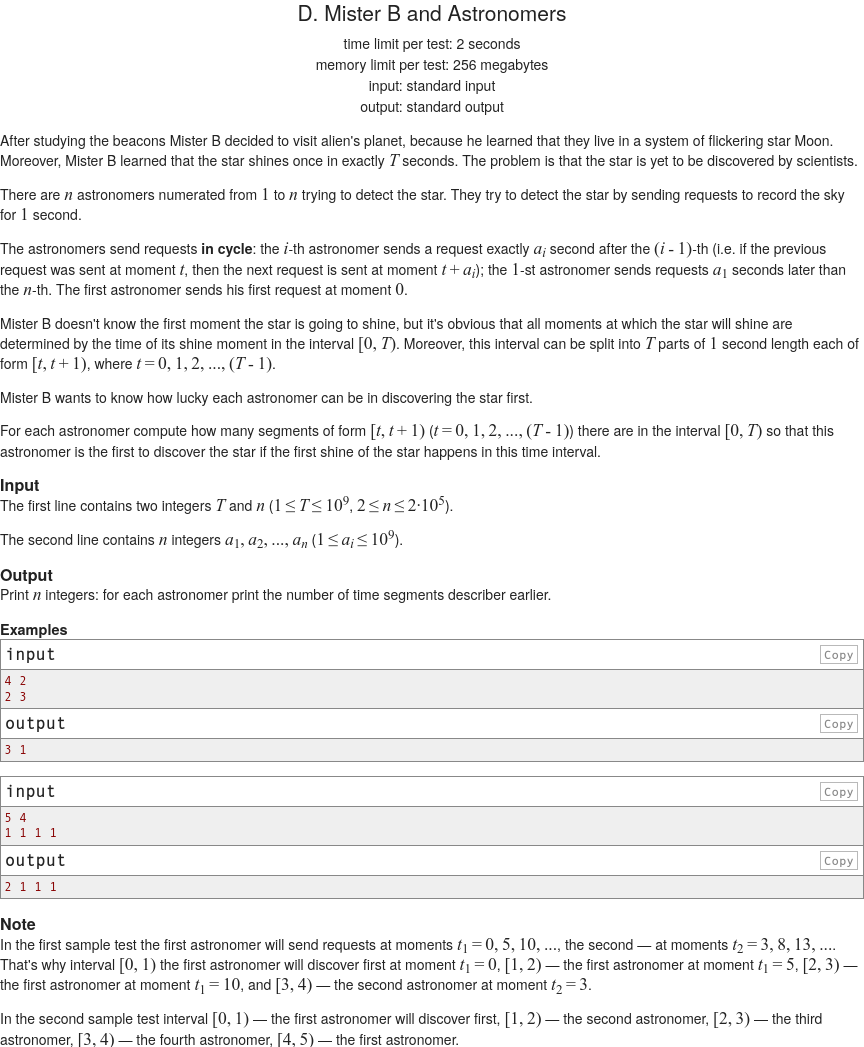 D. Mister B and Astronomers
time limit per test: 2 seconds
memory limit per test: 256 megabytes
input: standard input
output: standard output
After studying the beacons Mister B decided to visit alien's planet, because he learned that they live in a system of flickering star Moon.
Moreover, Mister B learned that the star shines once in exactly T seconds. The problem is that the star is yet to be discovered by scientists.
There are n astronomers numerated from 1 to n trying to detect the star. They try to detect the star by sending requests to record the sky
for 1 second.
The astronomers send requests in cycle: the i-th astronomer sends a request exactly a_i second after the (i - 1)-th (i.e. if the previous
request was sent at moment t, then the next request is sent at moment t + a_i); the 1-st astronomer sends requests a_1 seconds later than
the n-th. The first astronomer sends his first request at moment 0.
Mister B doesn't know the first moment the star is going to shine, but it's obvious that all moments at which the star will shine are
determined by the time of its shine moment in the interval [0, T). Moreover, this interval can be split into T parts of 1 second length each of
form [t, t + 1), where t = 0, 1, 2, ..., (T - 1).
Mister B wants to know how lucky each astronomer can be in discovering the star first.
For each astronomer compute how many segments of form [t, t + 1) (t = 0, 1, 2, ..., (T - 1)) there are in the interval [0, T) so that this
astronomer is the first to discover the star if the first shine of the star happens in this time interval.
Input
The first line contains two integers T and n (1 ≤ T ≤ 10^9, 2 ≤ n ≤ 2·10^5).
The second line contains n integers a_1, a_2, ..., a_n (1 ≤ a_i ≤ 10^9).
Output
Print n integers: for each astronomer print the number of time segments describer earlier.
Examples
input Copy
4 2
2 3
output Copy
3 1
input Copy
5 4
1 1 1 1
output Copy
2 1 1 1
Note
In the first sample test the first astronomer will send requests at moments t_1 = 0, 5, 10, ..., the second — at moments t_2 = 3, 8, 13, ....
That's why interval [0, 1) the first astronomer will discover first at moment t_1 = 0, [1, 2) — the first astronomer at moment t_1 = 5, [2, 3) —
the first astronomer at moment t_1 = 10, and [3, 4) — the second astronomer at moment t_2 = 3.
In the second sample test interval [0, 1) — the first astronomer will discover first, [1, 2) — the second astronomer, [2, 3) — the third
astronomer, [3, 4) — the fourth astronomer, [4, 5) — the first astronomer.